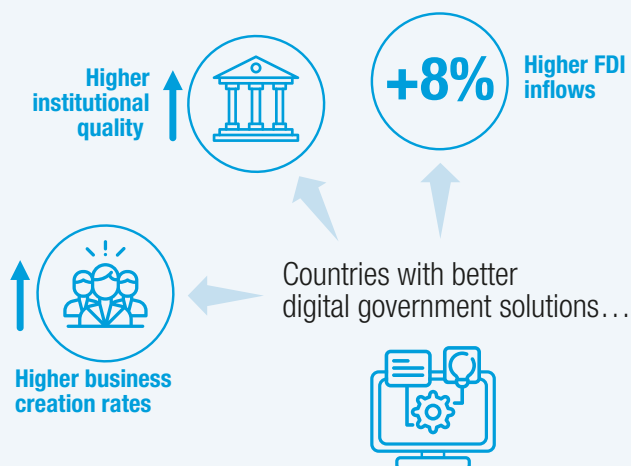 Higher
institutional
quality
+8%
Higher FDI
inflows
Countries with better
digital government solutions…
Higher business
creation rates